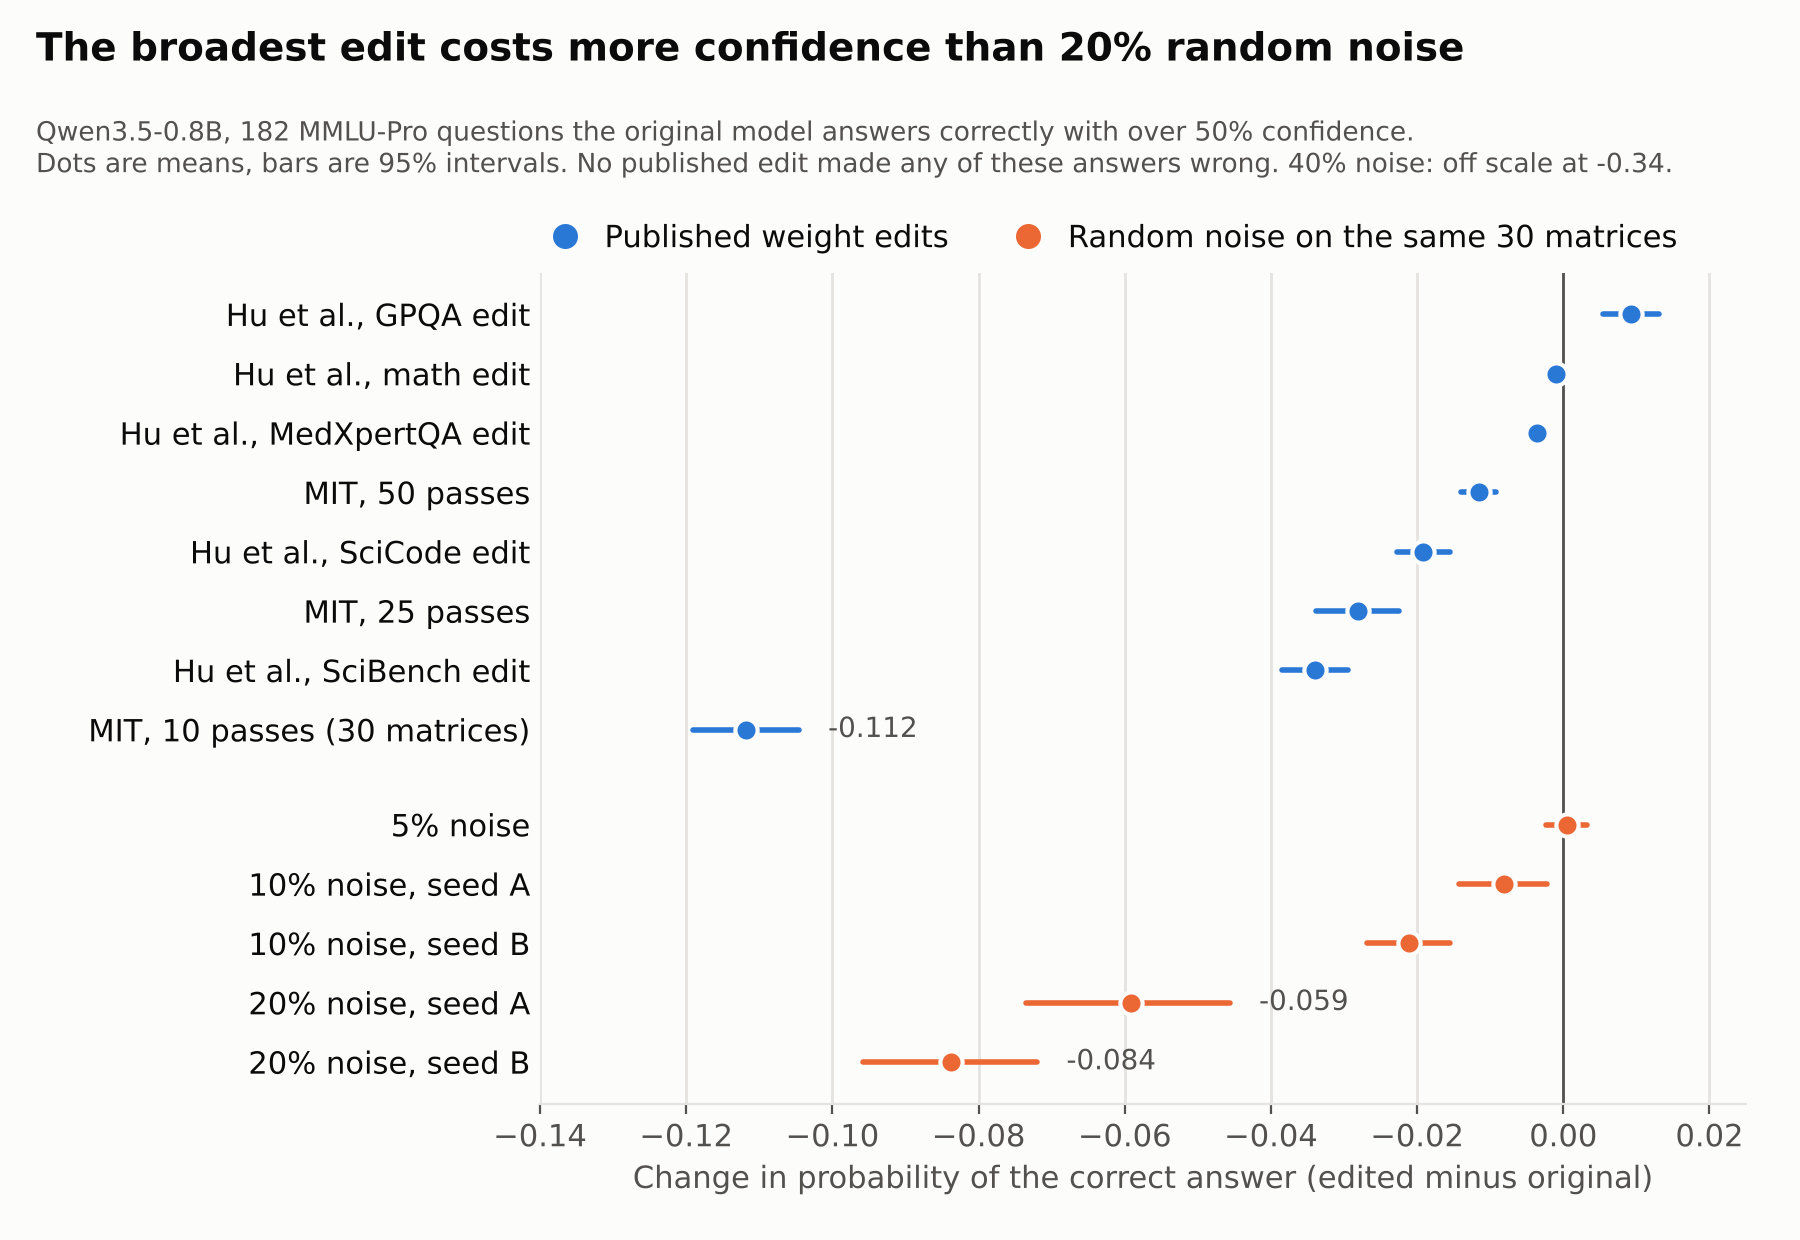 The broadest edit costs more confidence than 20% random noise
Qwen3.5-0.8B, 182 MMLU-Pro questions the original model answers correctly with over 50% confidence.
Dots are means, bars are 95% intervals. No published edit made any of these answers wrong. 40% noise: off scale at -0.34.
Published weight edits
Random noise on the same 30 matrices
Hu et al., GPQA edit
Hu et al., math edit
Hu et al., MedXpertQA edit
MIT, 50 passes
Hu et al., SciCode edit
MIT, 25 passes
Hu et al., SciBench edit
MIT, 10 passes (30 matrices)
-0.112
5% noise
10% noise, seed A
10% noise, seed B
20% noise, seed A
-0.059
20% noise, seed B
-0.084
−0.14 −0.12 −0.10 −0.08 −0.06 −0.04 −0.02 0.00 0.02
Change in probability of the correct answer (edited minus original)